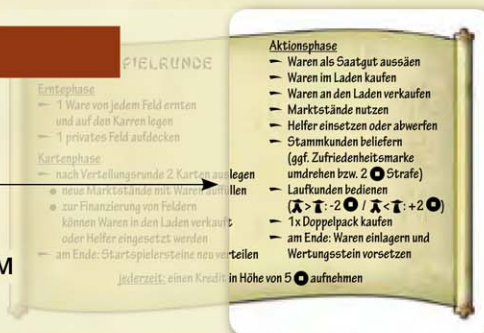 SPIELRUNDE
Erntephase
← 1 Ware von jedem Feld ernten
und auf den Karren legen
← 1 privates Feld aufdecken
Kartenphase
← nach Verteilungsrunde 2 Karten auslegen
● neue Marktstände mit Waren auffüllen
● zur Finanzierung von Feldern
können Waren in den Laden verkauft
oder Helfer eingesetzt werden
← am Ende: Startspielersteine neu verteilen
Aktionsphase
← Waren als Saatgut aussäen
← Waren im Laden kaufen
← Waren an den Laden verkaufen
← Marktstände nutzen
← Helfer einsetzen oder abwerfen
← Stammkunden beliefern
(ggf. Zufriedenheitsmarke
umdrehen bzw. 2 Strafe)
← Laufkunden bedienen
( > : -2 / < : +2 )
← 1x Doppelpack kaufen
← am Ende: Waren einlagern und
Wertungsstein vorsetzen
jederzeit: einen Kredit in Höhe von 5 aufnehmen
M